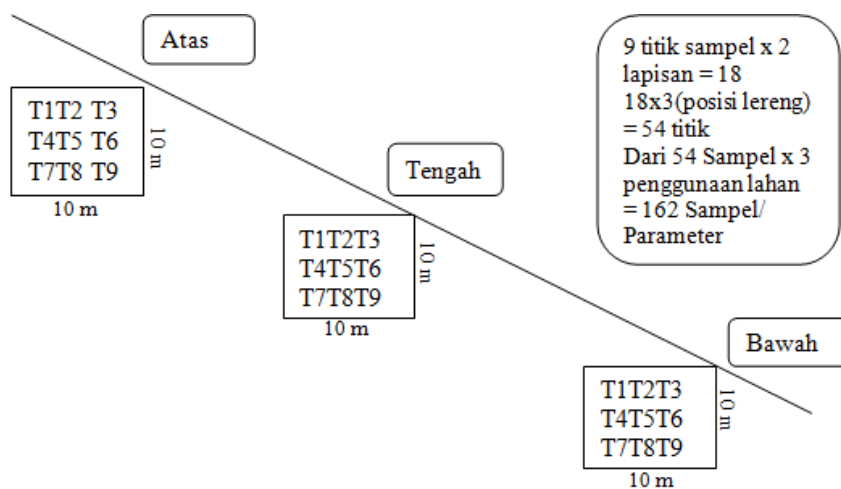 Atas
9 titik sampel x 2
lapisan = 18
18x3(posisi lereng)
= 54 titik
Dari 54 Sampel x 3
penggunaan lahan
= 162 Sampel/
Parameter
T1T2 T3
T4T5 T6
T7T8 T9
10 m
10 m
Tengah
T1T2T3
T4T5T6
T7T8T9
10 m
10 m
Bawah
T1T2T3
T4T5T6
T7T8T9
10 m
10 m